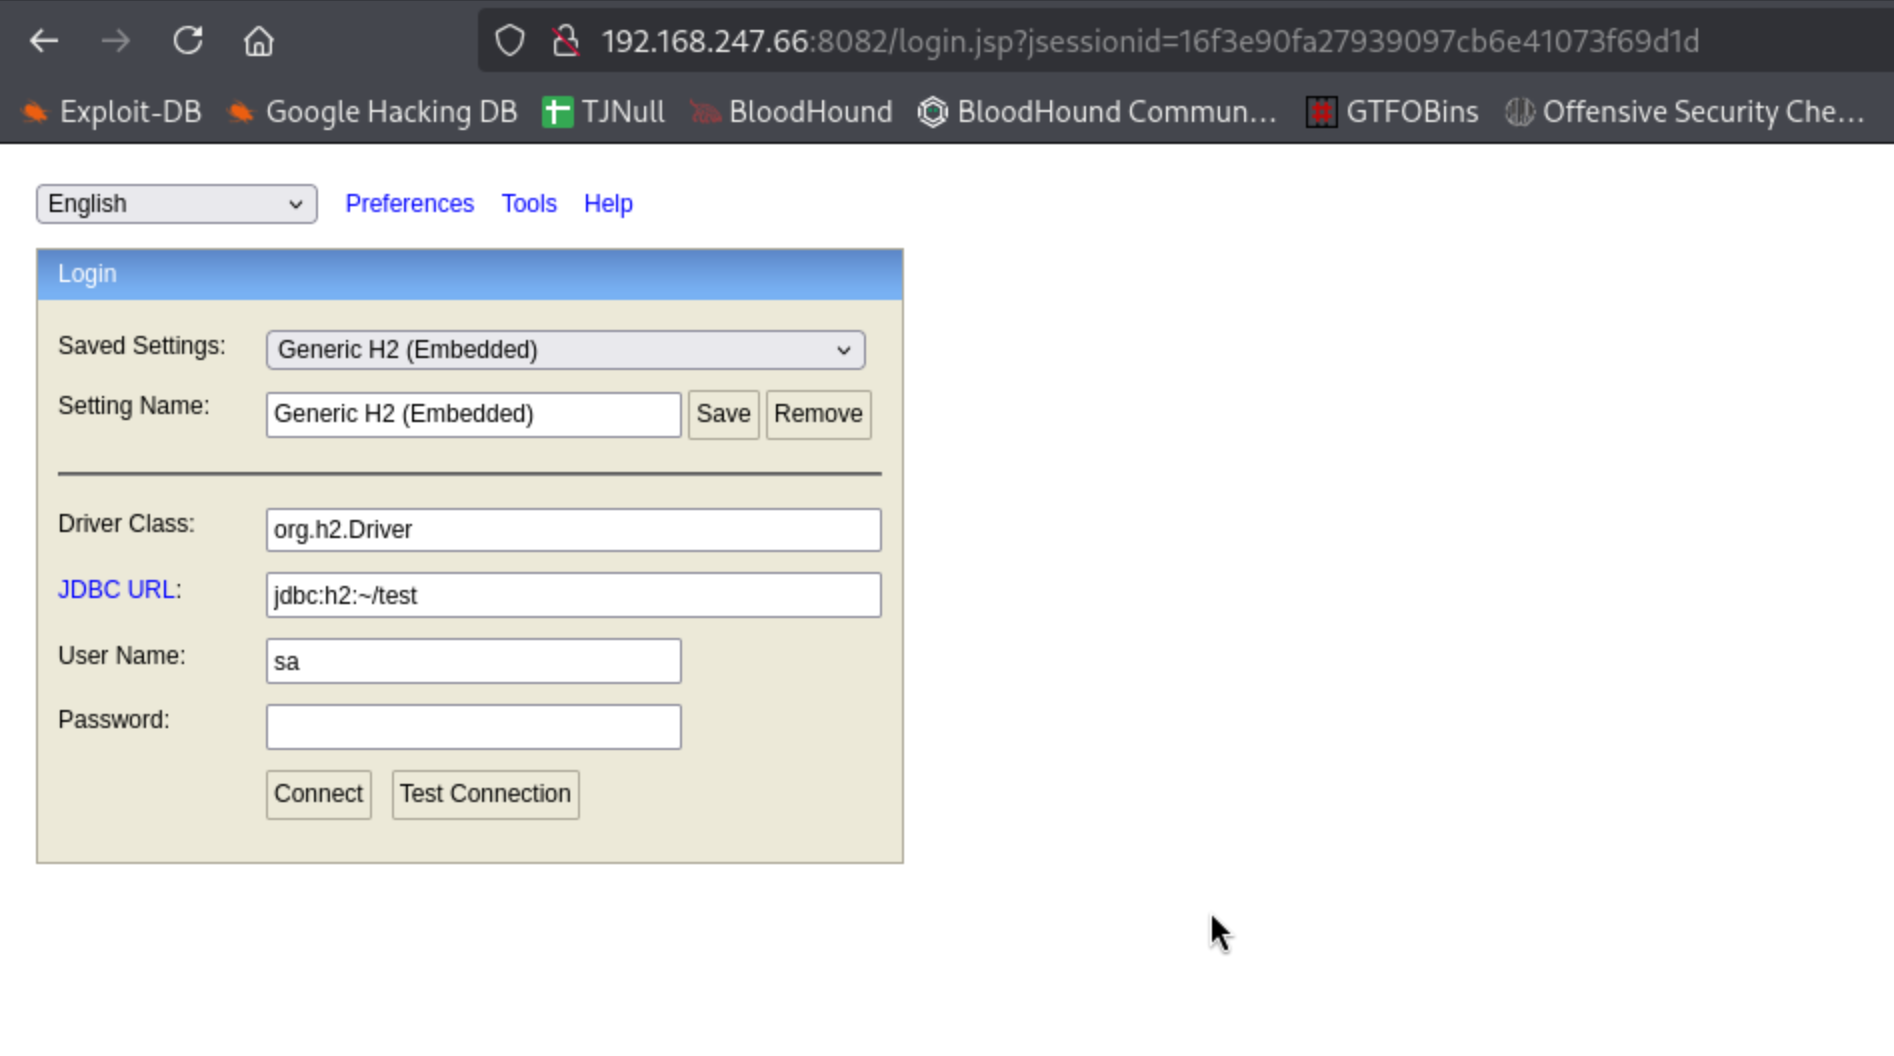 192.168.247.66:8082/login.jsp?jsessionid=16f3e90fa27939097cb6e41073f69d1d
Exploit-DB Google Hacking DB TJNull BloodHound BloodHound Commun... GTFOBins Offensive Security Che...
English Preferences Tools Help
Login
Saved Settings: Generic H2 (Embedded)
Setting Name: Generic H2 (Embedded) Save Remove
Driver Class: org.h2.Driver
JDBC URL: jdbc:h2:~/test
User Name: sa
Password:
Connect Test Connection